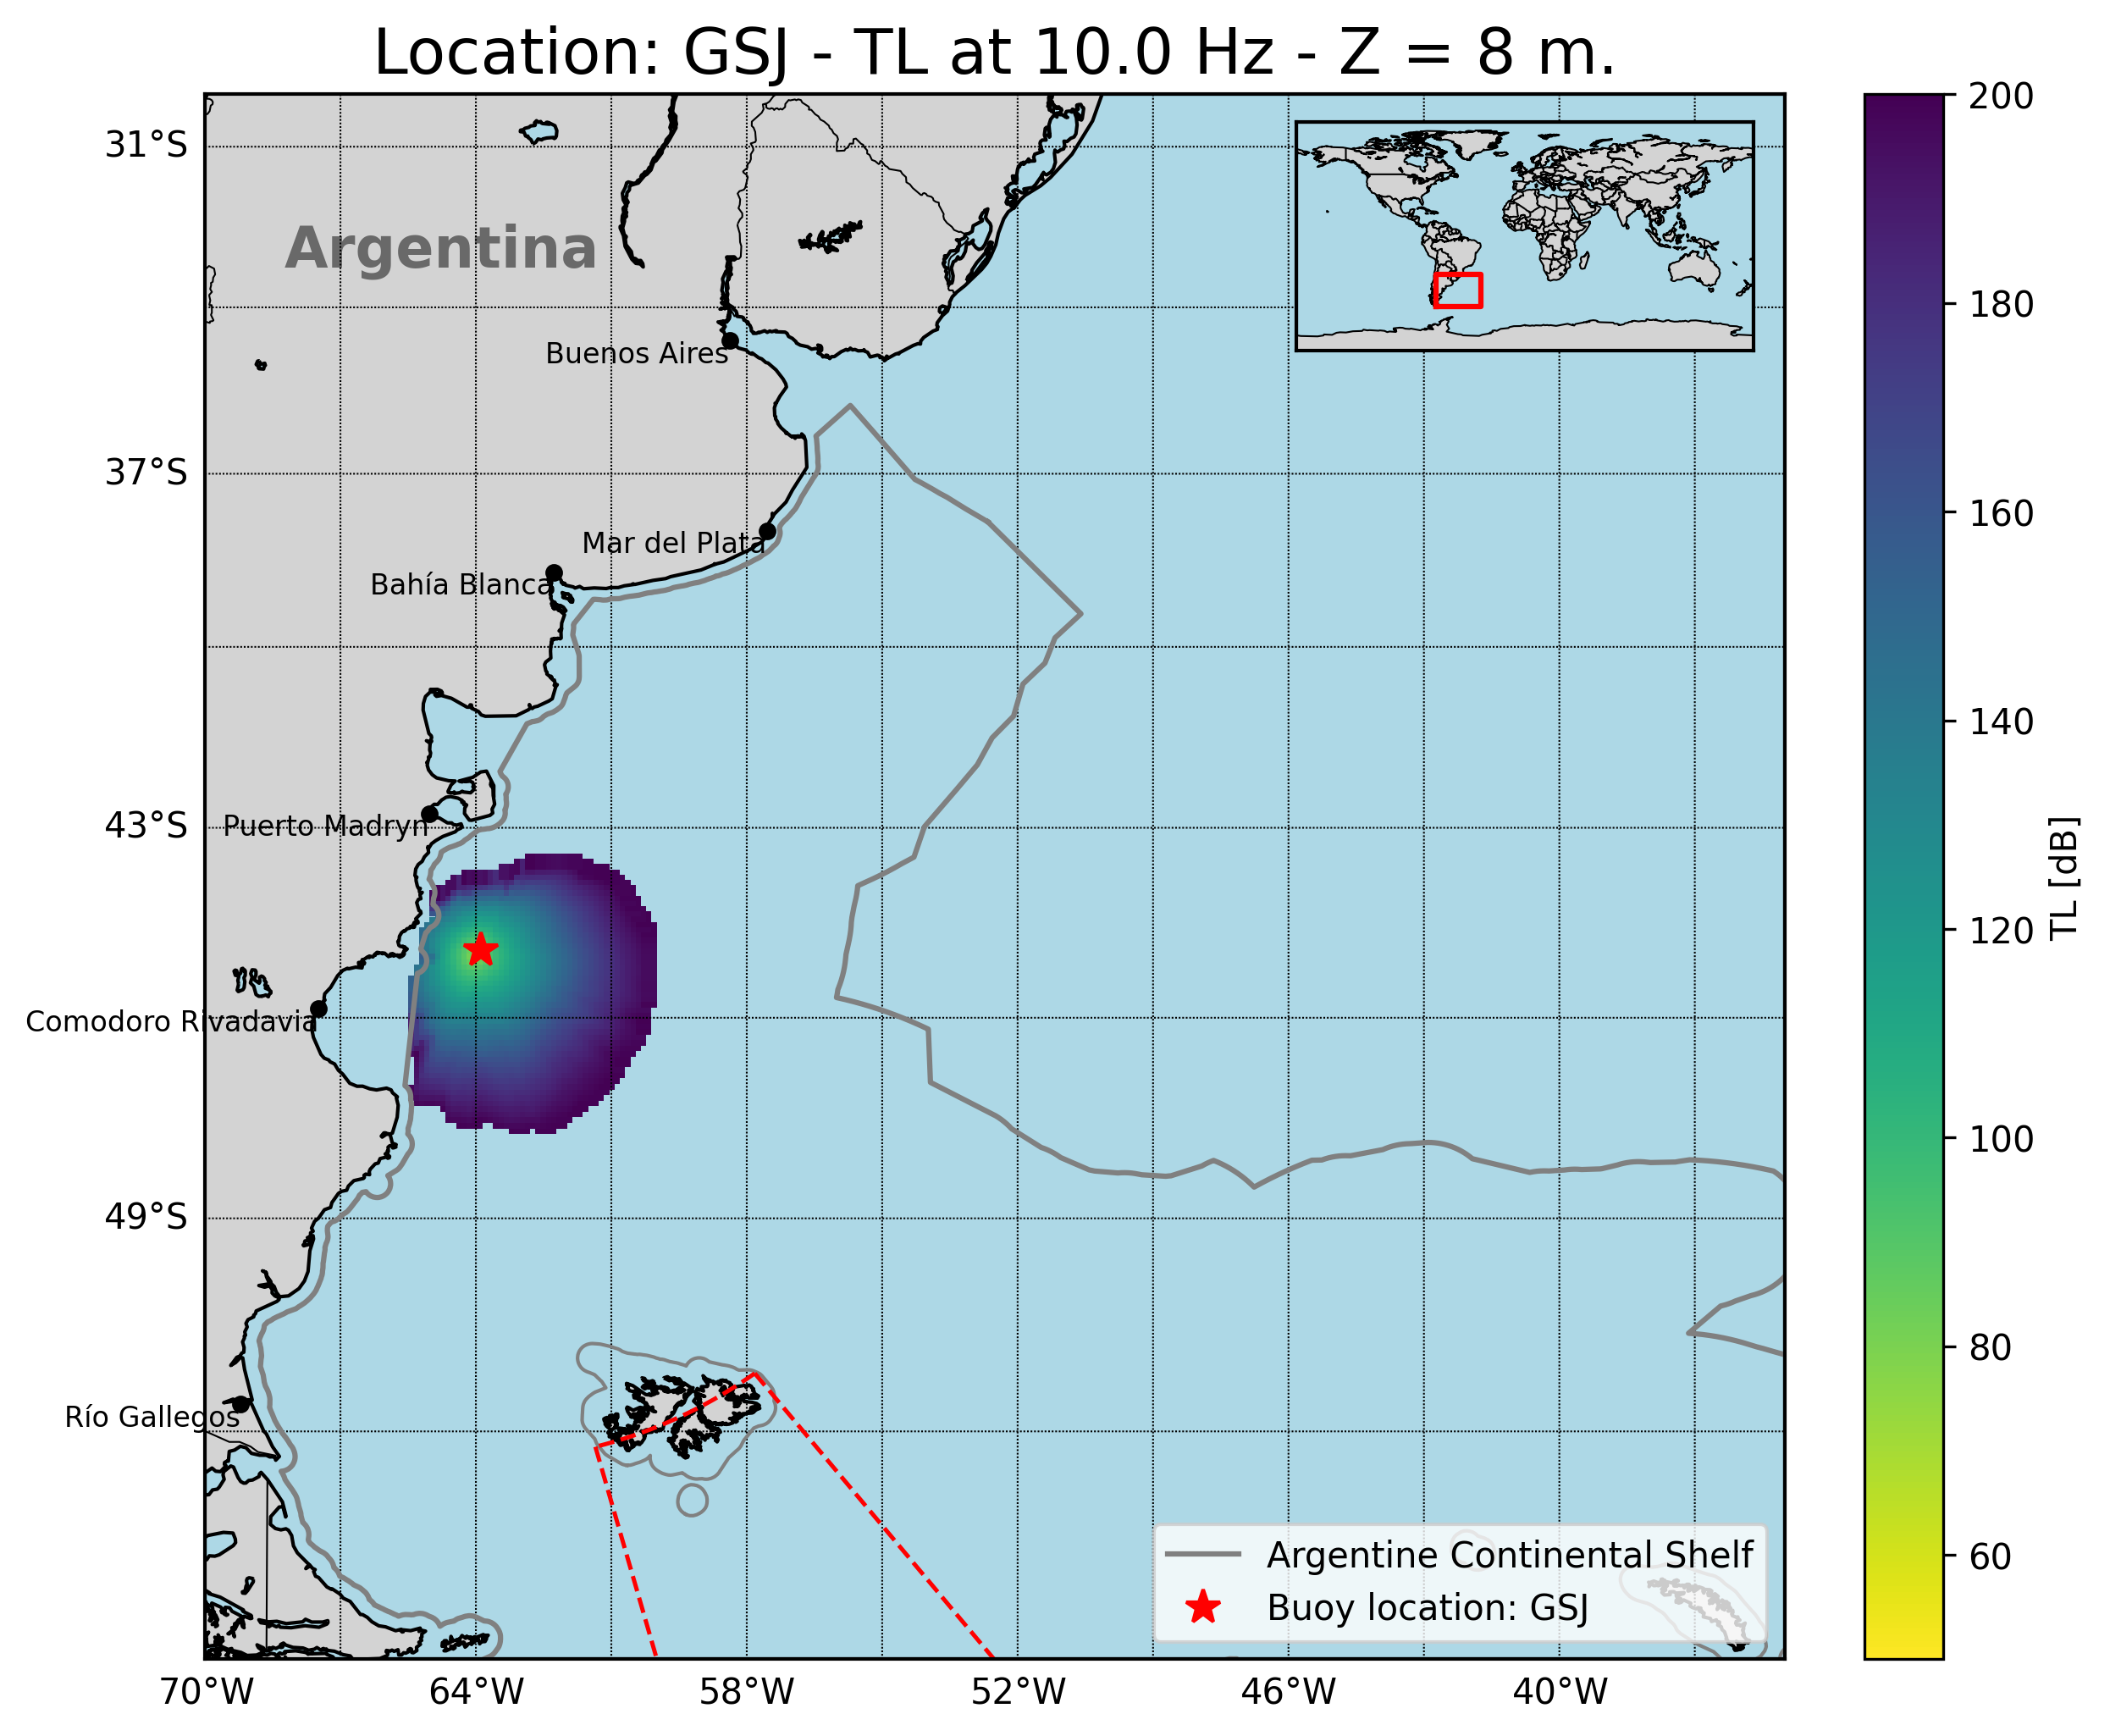 Location: GSJ - TL at 10.0 Hz - Z = 8 m.
31°S
37°S
43°S
49°S
Argentina
Buenos Aires
Mar del Plata
Bahía Blanca
Puerto Madryn
Comodoro Rivadavia
Río Gallegos
Argentine Continental Shelf
Buoy location: GSJ
70°W
64°W
58°W
52°W
46°W
40°W
200
180
160
140
120
100
80
60
TL [dB]